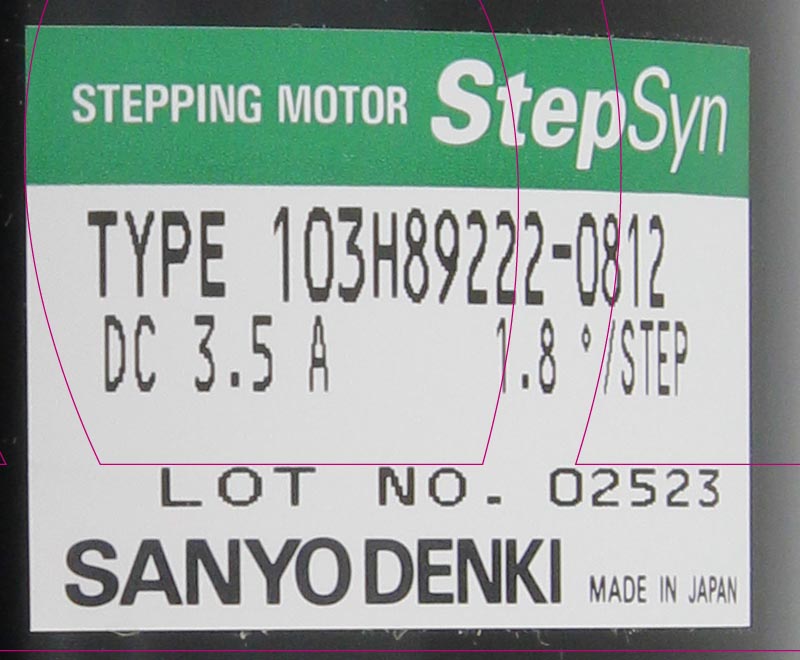 STEPPING MOTOR StepSyn
TYPE 103H89222-0812
DC 3.5 A 1.8 °/STEP
LOT NO. 02523
SANYO DENKI MADE IN JAPAN